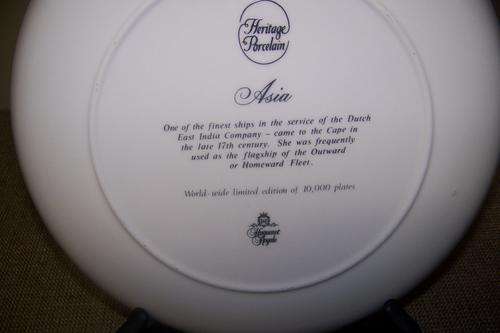 Heritage
Porcelain
Asia
One of the finest ships in the service of the Dutch
East India Company – came to the Cape in
the late 17th century. She was frequently
used as the flagship of the Outward
or Homeward Fleet.
World-wide limited edition of 10,000 plates
Huguenot
Royale